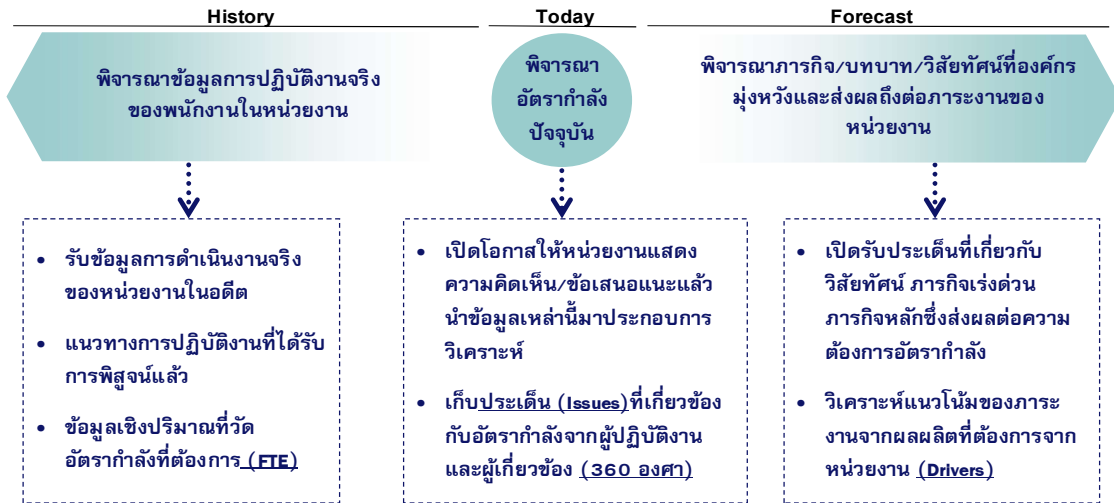 History
Today
Forecast
พิจารณาข้อมูลการปฏิบัติงานจริง
ของพนักงานในหน่วยงาน
พิจารณา
อัตรากำลัง
ปัจจุบัน
พิจารณาภารกิจ/บทบาท/วิสัยทัศน์ที่องค์กร
มุ่งหวังและส่งผลถึงต่อภาระงานของ
หน่วยงาน
• รับข้อมูลการดำเนินงานจริง
ของหน่วยงานในอดีต
• แนวทางการปฏิบัติงานที่ได้รับ
การพิสูจน์แล้ว
• ข้อมูลเชิงปริมาณที่วัด
อัตรากำลังที่ต้องการ (FTE)
• เปิดโอกาสให้หน่วยงานแสดง
ความคิดเห็น/ข้อเสนอแนะแล้ว
นำข้อมูลเหล่านี้มาประกอบการ
วิเคราะห์
• เก็บประเด็น (Issues)ที่เกี่ยวข้อง
กับอัตรากำลังจากผู้ปฏิบัติงาน
และผู้เกี่ยวข้อง (360 องศา)
• เปิดรับประเด็นที่เกี่ยวกับ
วิสัยทัศน์ ภารกิจเร่งด่วน
ภารกิจหลักซึ่งส่งผลต่อความ
ต้องการอัตรากำลัง
• วิเคราะห์แนวโน้มของภาระ
งานจากผลผลิตที่ต้องการจาก
หน่วยงาน (Drivers)